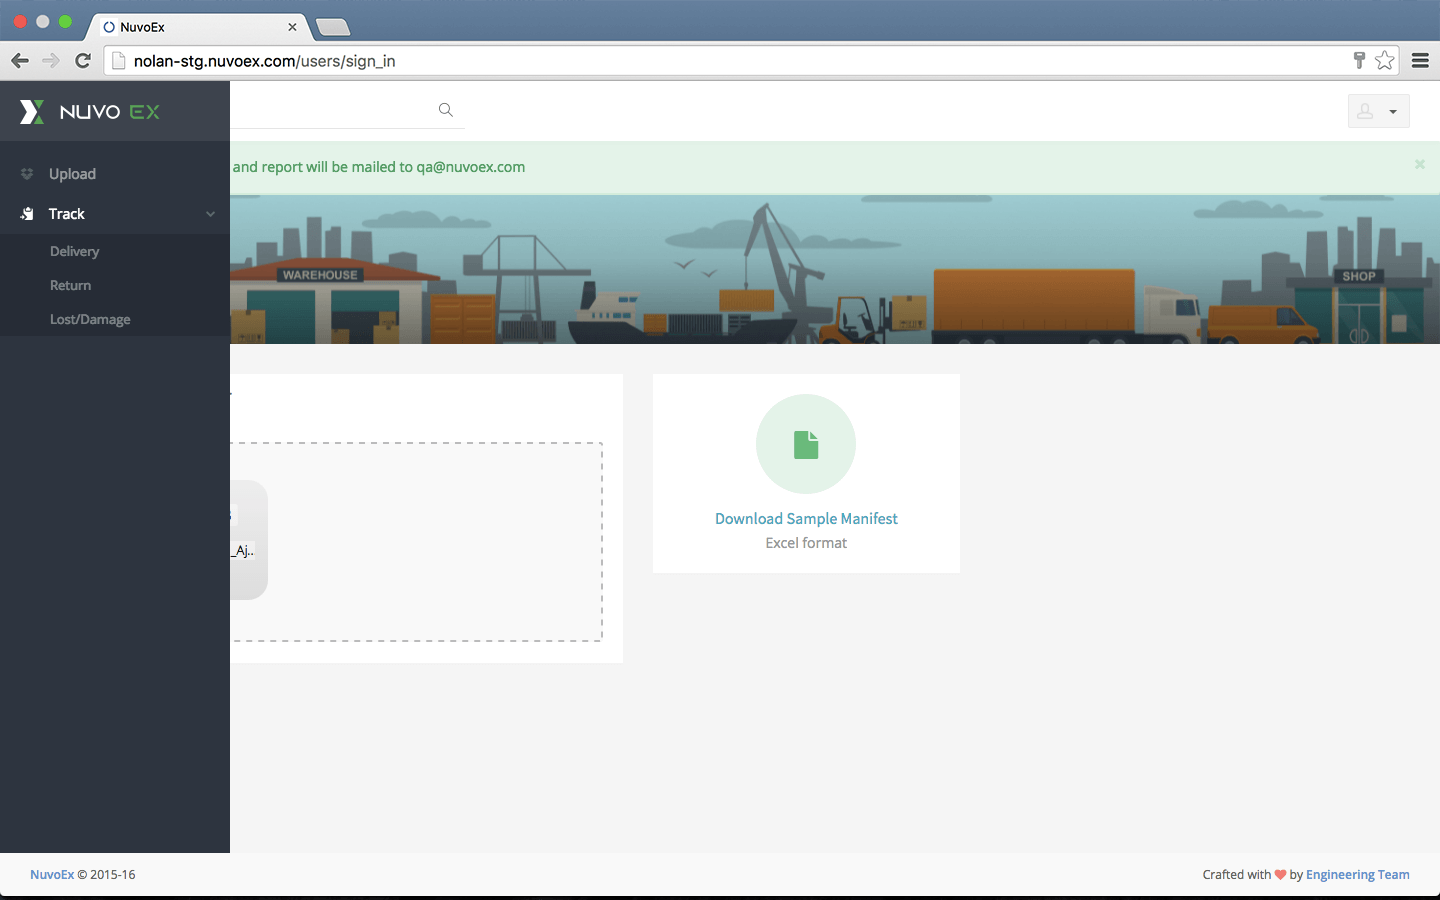 NuvoEx
nolan-stg.nuvoex.com/users/sign_in
NUVO EX
and report will be mailed to qa@nuvoex.com
Upload
Track
Delivery
Return
Lost/Damage
WAREHOUSE
SHOP
_Aj..
Download Sample Manifest
Excel format
NuvoEx © 2015-16
Crafted with ❤ by Engineering Team